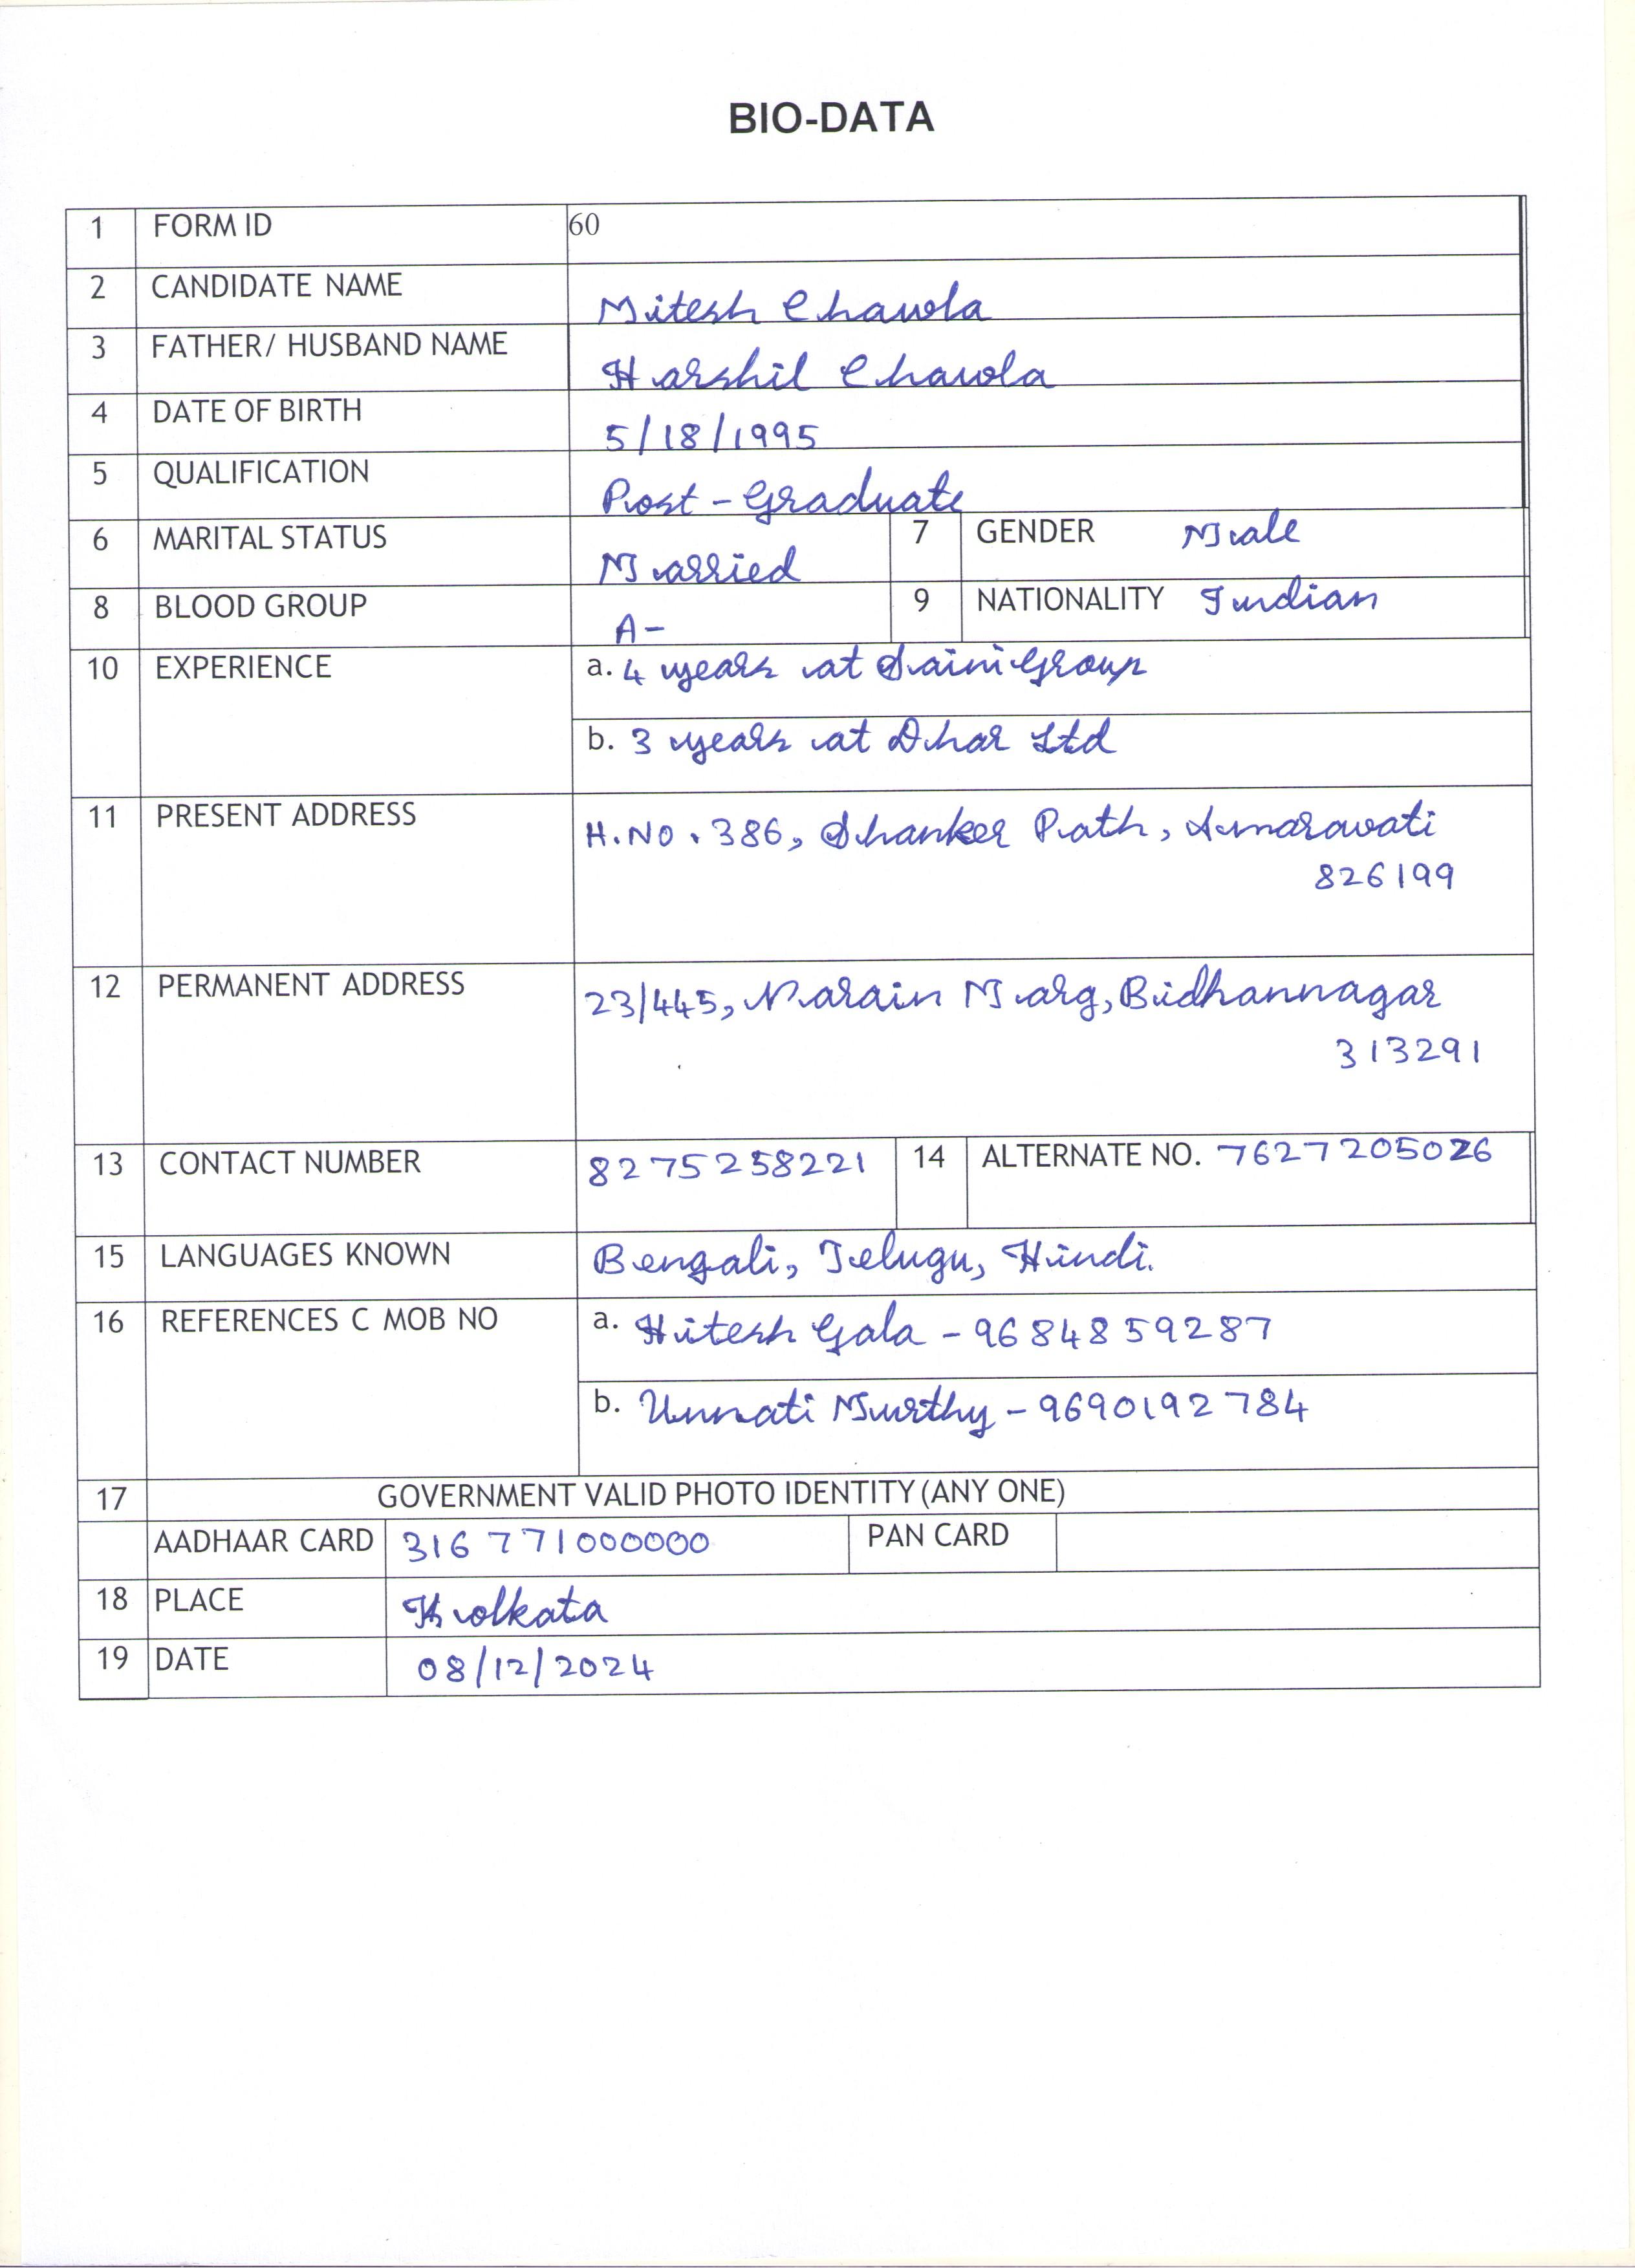 BIO-DATA
1 FORM ID 60
2 CANDIDATE NAME Mitesh Chawla
3 FATHER/ HUSBAND NAME Harshil Chawla
4 DATE OF BIRTH 5/18/1995
5 QUALIFICATION Post-Graduate
6 MARITAL STATUS Married 7 GENDER Male
8 BLOOD GROUP A- 9 NATIONALITY Indian
10 EXPERIENCE a. 4 years at Saini Group
b. 3 years at Dhar Ltd
11 PRESENT ADDRESS H.NO. 386, Shanker Path, Amaravati
826199
12 PERMANENT ADDRESS 23/445, Narain Marg, Bidhannagar
313291
13 CONTACT NUMBER 8275258221 14 ALTERNATE NO. 7627205026
15 LANGUAGES KNOWN Bengali, Telugu, Hindi.
16 REFERENCES C MOB NO a. Hitesh Gala - 9684859287
b. Unnati Murthy - 9690192784
17 GOVERNMENT VALID PHOTO IDENTITY (ANY ONE)
AADHAAR CARD 316771000000 PAN CARD
18 PLACE Kolkata
19 DATE 08/12/2024